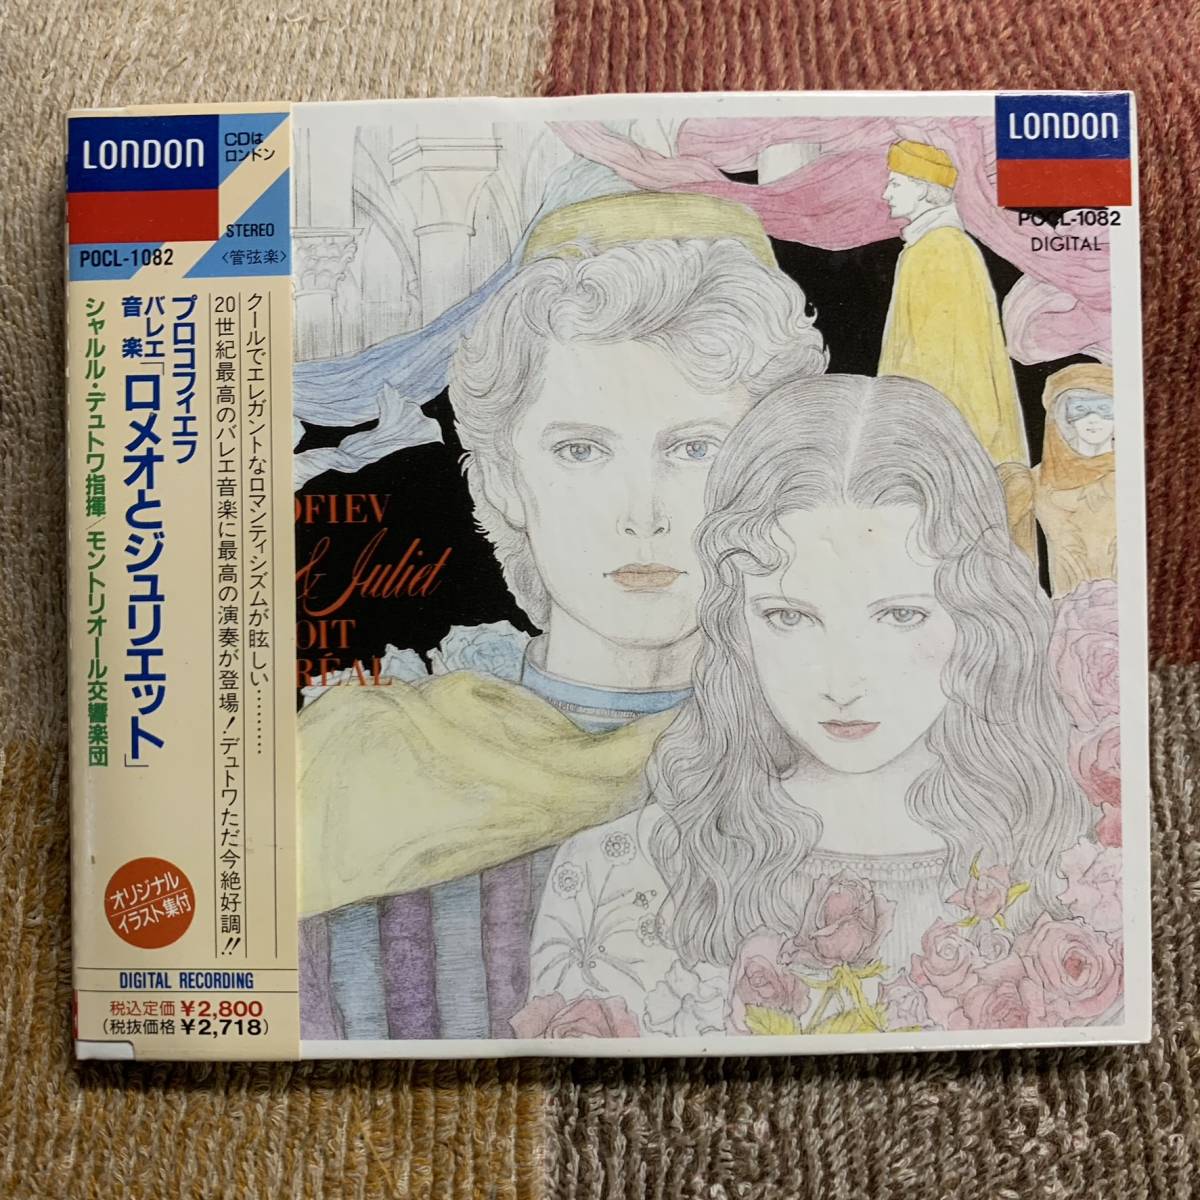 LONDON
CDは
ロンドン
STEREO
POCL-1082
〈管弦楽〉
クールでエレガントなロマンティシズムが眩しい………
20世紀最高のバレエ音楽に最高の演奏が登場!デュトワただ今絶好調!!
プロコフィエフ
バレエ
音楽
「ロメオとジュリエット」
シャルル・デュトワ指揮/モントリオール交響楽団
オリジナル
イラスト集付
DIGITAL RECORDING
税込定価 ¥2,800
(税抜価格 ¥2,718)
OFIEV
& Juliet
OIT
RÉAL
LONDON
POCL-1082
DIGITAL